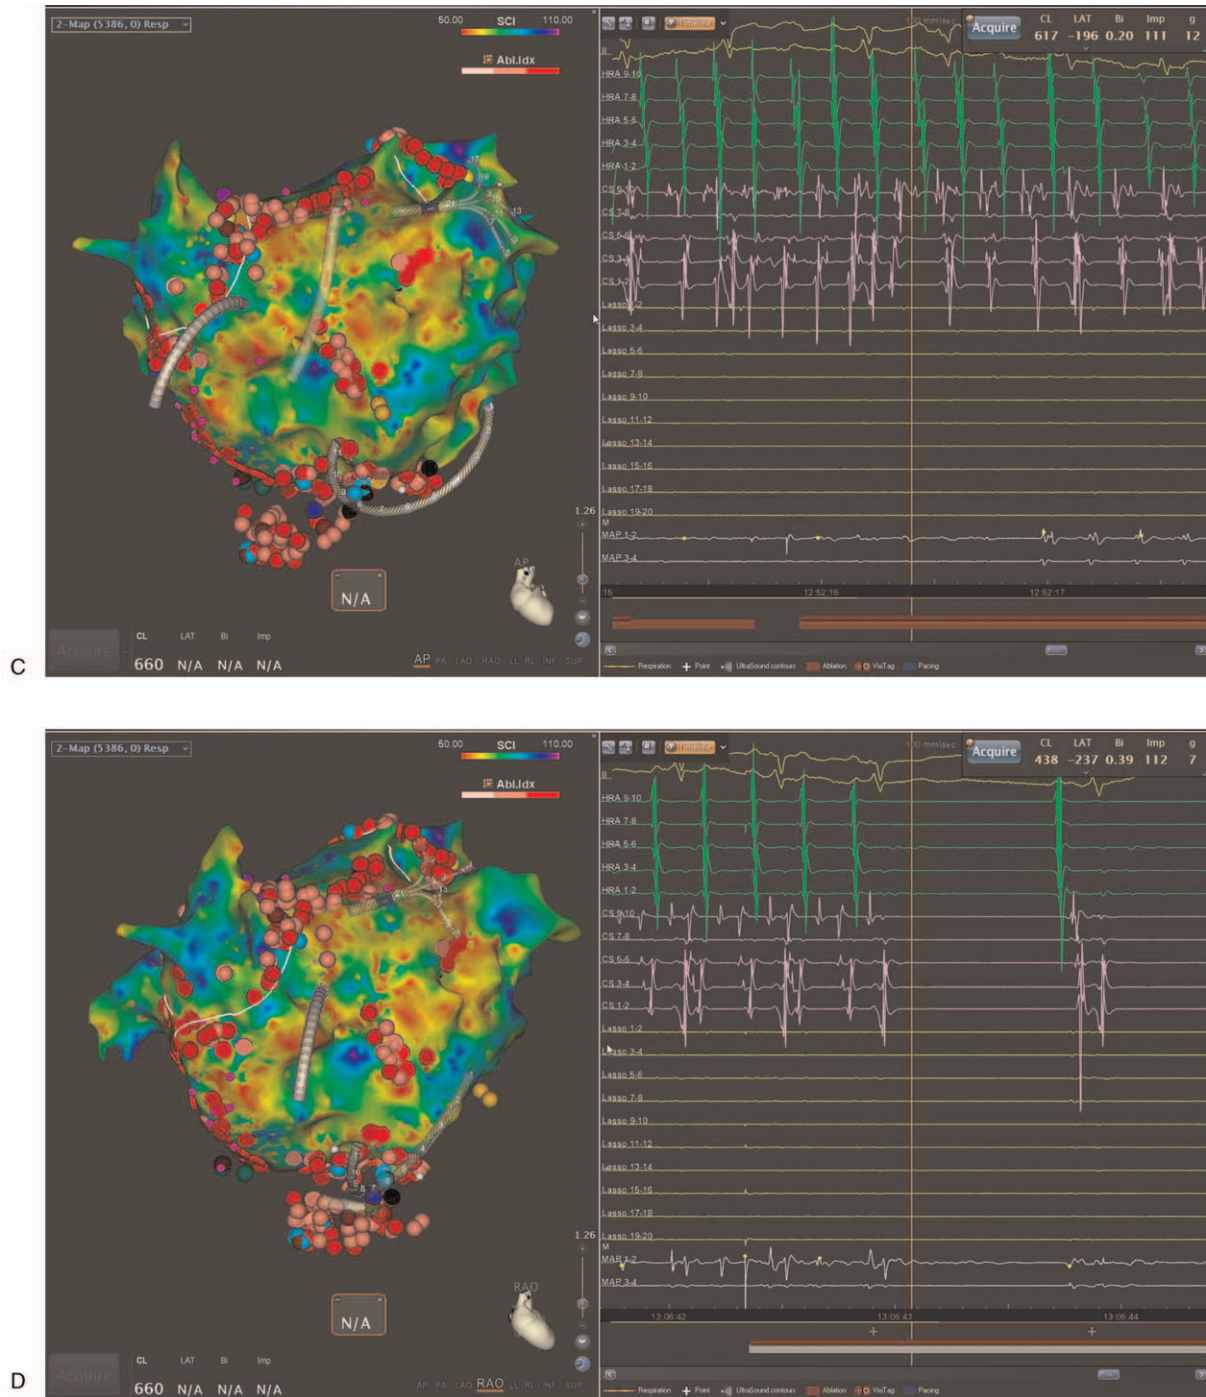 2-Map (5386, 0) Resp
50.00 SCI 110.00
Abl.Idx
1.26
AP
N/A
Acquire
CL LAT Bi Imp
660 N/A N/A N/A
AP PA LAO RAO LL RL INF SUP
C
Timeline
100 mm/sec
Acquire
CL LAT Bi Imp g
617 -196 0.20 111 12
II
HRA 9-10
HRA 7-8
HRA 5-6
HRA 3-4
HRA 1-2
CS 9-10
CS 7-8
CS 5-6
CS 3-4
CS 1-2
Lasso 1-2
Lasso 3-4
Lasso 5-6
Lasso 7-8
Lasso 9-10
Lasso 11-12
Lasso 13-14
Lasso 15-16
Lasso 17-18
Lasso 19-20
M
MAP 1-2
MAP 3-4
15 12:52:16 12:52:17
Respiration Point UltraSound contours Ablation VisiTag Pacing
2-Map (5386, 0) Resp
50.00 SCI 110.00
Abl.Idx
1.26
RAO
N/A
Acquire
CL LAT Bi Imp
660 N/A N/A N/A
AP PA LAO RAO LL RL INF SUP
D
Timeline
100 mm/sec
Acquire
CL LAT Bi Imp g
438 -237 0.39 112 7
II
HRA 9-10
HRA 7-8
HRA 5-6
HRA 3-4
HRA 1-2
CS 9-10
CS 7-8
CS 5-6
CS 3-4
CS 1-2
Lasso 1-2
Lasso 3-4
Lasso 5-6
Lasso 7-8
Lasso 9-10
Lasso 11-12
Lasso 13-14
Lasso 15-16
Lasso 17-18
Lasso 19-20
M
MAP 1-2
MAP 3-4
13:06:42 13:06:43 13:06:44
Respiration Point UltraSound contours Ablation VisiTag Pacing